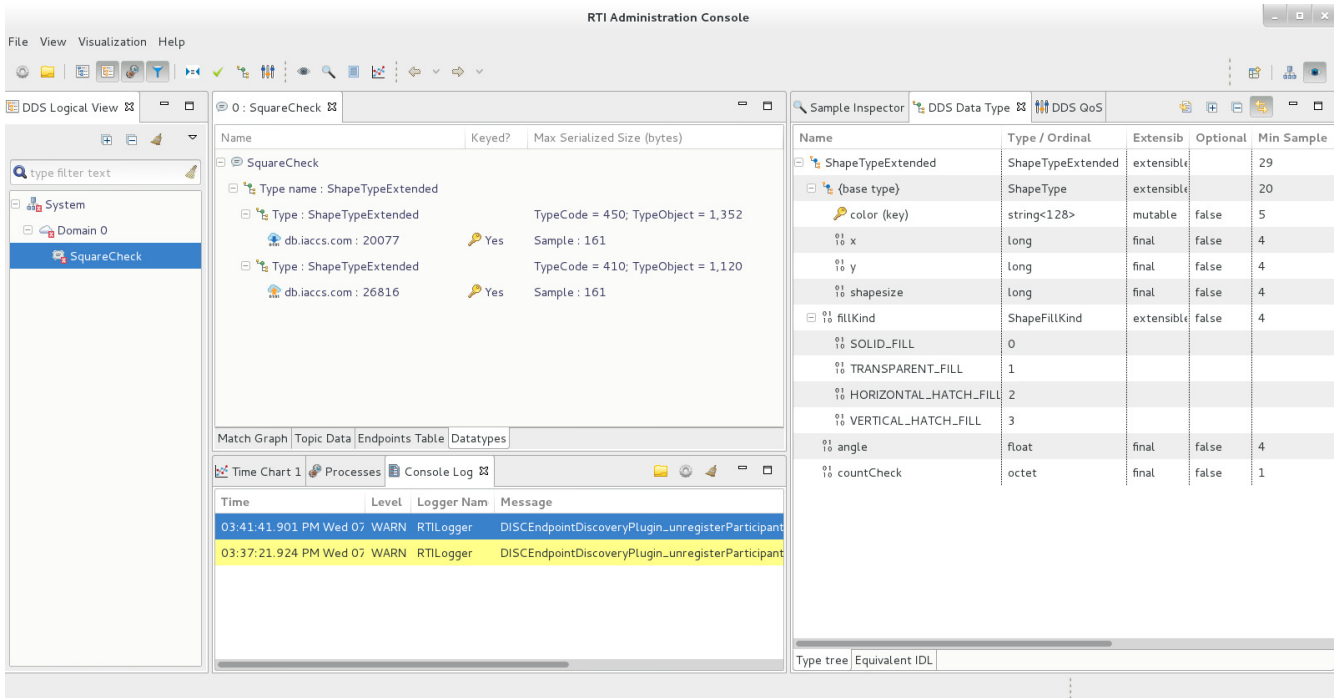 RTI Administration Console
File View Visualization Help
DDS Logical View
type filter text
System
Domain 0
SquareCheck
0 : SquareCheck
Name Keyed? Max Serialized Size (bytes)
SquareCheck
Type name : ShapeTypeExtended
Type : ShapeTypeExtended TypeCode = 450; TypeObject = 1,352
db.iaccs.com : 20077 Yes Sample : 161
Type : ShapeTypeExtended TypeCode = 410; TypeObject = 1,120
db.iaccs.com : 26816 Yes Sample : 161
Match Graph Topic Data Endpoints Table Datatypes
Time Chart 1 Processes Console Log
Time Level Logger Nam Message
03:41:41.901 PM Wed 07 WARN RTILogger DISCEndpointDiscoveryPlugin_unregisterParticipant
03:37:21.924 PM Wed 07 WARN RTILogger DISCEndpointDiscoveryPlugin_unregisterParticipant
Sample Inspector DDS Data Type DDS QoS
Name Type / Ordinal Extensib Optional Min Sample
ShapeTypeExtended ShapeTypeExtended extensible 29
{base type} ShapeType extensible 20
color (key) string<128> mutable false 5
x long final false 4
y long final false 4
shapesize long final false 4
fillKind ShapeFillKind extensible false 4
SOLID_FILL 0
TRANSPARENT_FILL 1
HORIZONTAL_HATCH_FILL 2
VERTICAL_HATCH_FILL 3
angle float final false 4
countCheck octet final false 1
Type tree Equivalent IDL